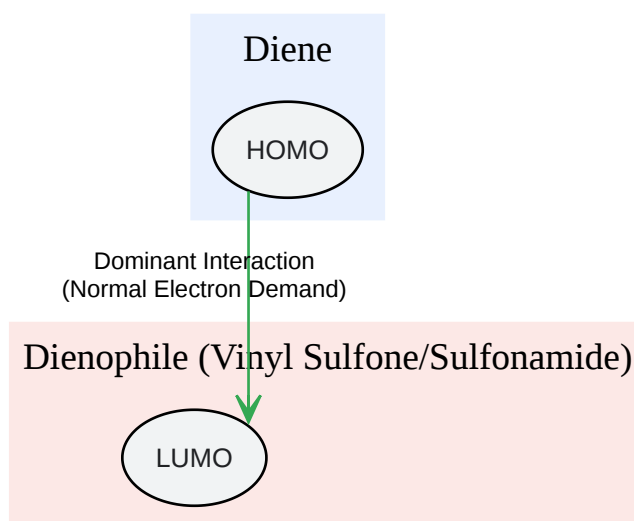 Diene
HOMO
Dominant Interaction
(Normal Electron Demand)
Dienophile (Vinyl Sulfone/Sulfonamide)
LUMO